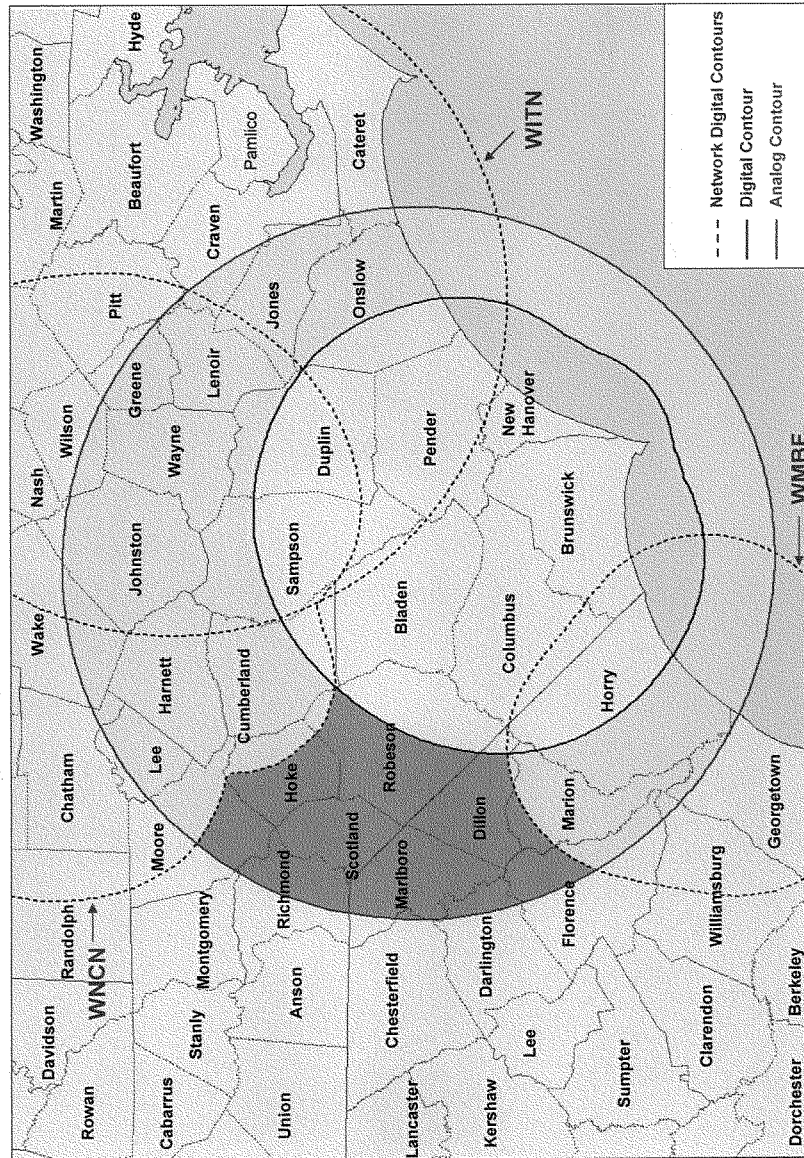 Washington
Hyde
Martin
Beaufort
Pamlico
Cateret
WITN
Craven
Pitt
Jones
Onslow
Greene
Lenoir
Wilson
Nash
Wayne
Duplin
Pender
New
Hanover
Johnston
Sampson
Wake
Bladen
Brunswick
Columbus
WMBF
Harnett
Cumberland
Horry
Chatham
Lee
Hoke
Robeson
Moore
Scotland
Dillon
Marion
Georgetown
Richmond
Marlboro
Randolph
WNCN
Montgomery
Florence
Williamsburg
Davidson
Stanly
Anson
Chesterfield
Darlington
Lee
Clarendon
Berkeley
Rowan
Cabarrus
Union
Lancaster
Kershaw
Sumpter
Dorchester
Network Digital Contours
Digital Contour
Analog Contour